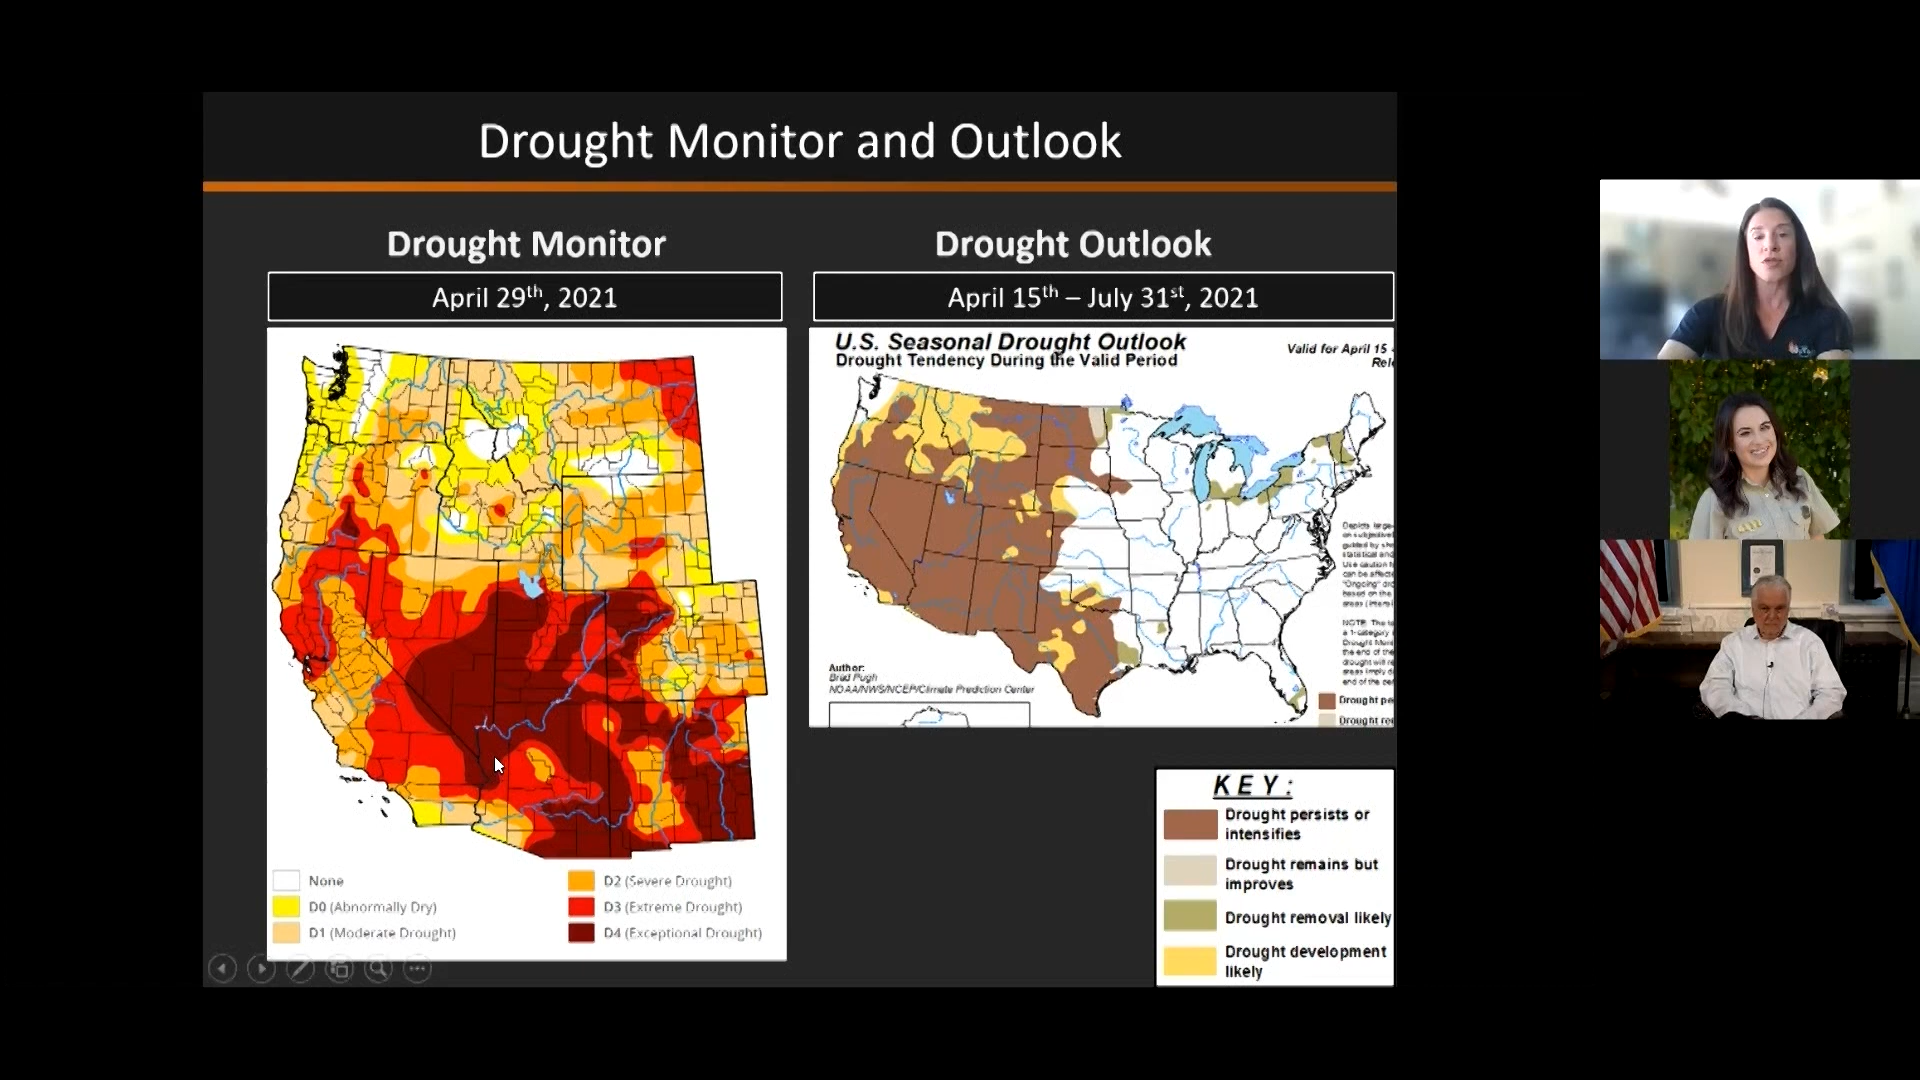 Drought Monitor and Outlook
Drought Monitor
April 29th, 2021
None
D0 (Abnormally Dry)
D1 (Moderate Drought)
D2 (Severe Drought)
D3 (Extreme Drought)
D4 (Exceptional Drought)
Drought Outlook
April 15th – July 31st, 2021
U.S. Seasonal Drought Outlook
Drought Tendency During the Valid Period
Valid for April 15
Author:
Brad Pugh
NOAA/NWS/NCEP/Climate Prediction Center
Drought
Drought
KEY:
Drought persists or
intensifies
Drought remains but
improves
Drought removal likely
Drought development
likely